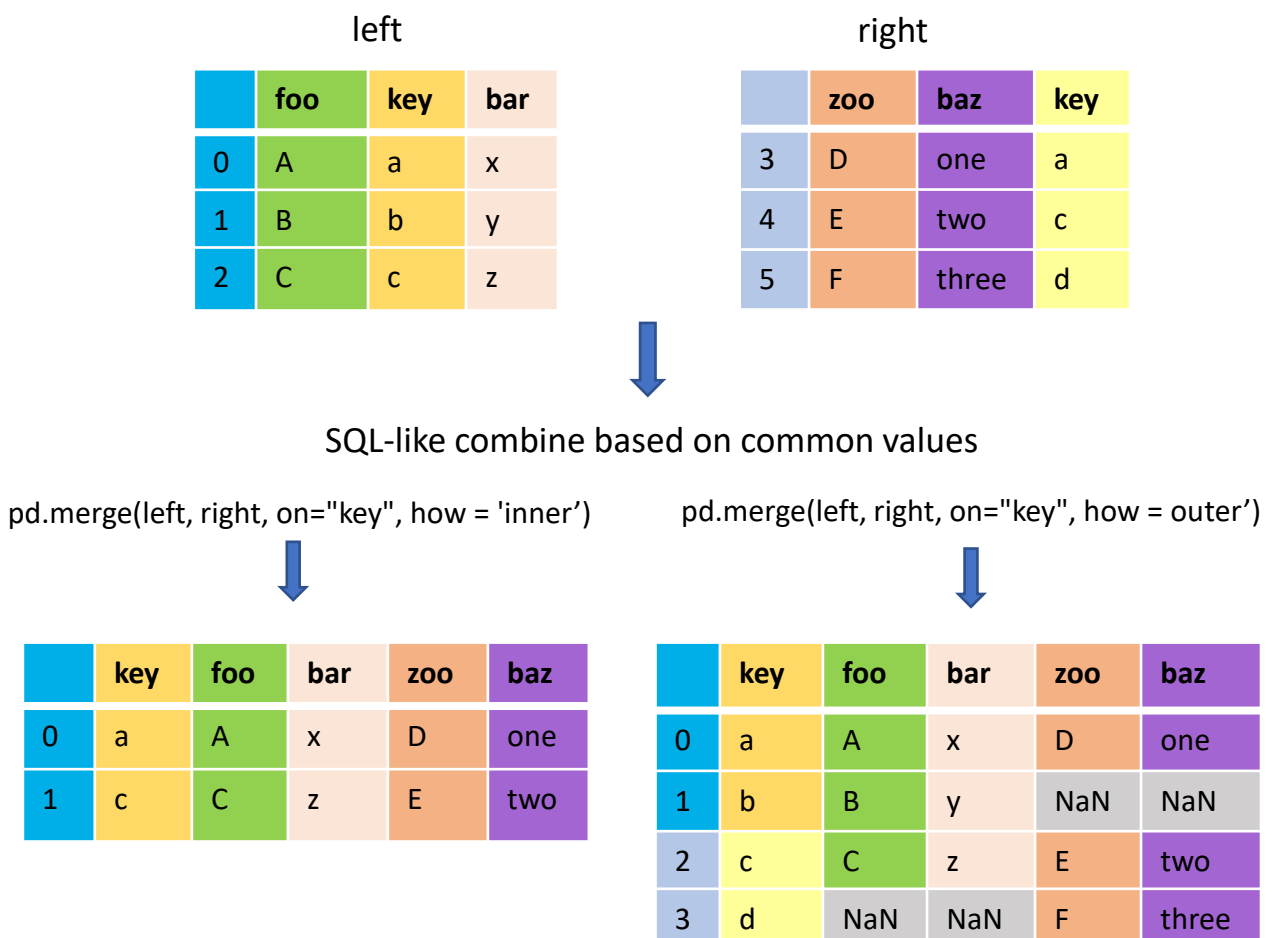 left right
foo key bar zoo baz key
0 A a x 3 D one a
1 B b y 4 E two c
2 C c z 5 F three d
SQL-like combine based on common values
pd.merge(left, right, on="key", how = 'inner’) pd.merge(left, right, on="key", how = outer’)
key foo bar zoo baz key foo bar zoo baz
0 a A x D one 0 a A x D one
1 c C z E two 1 b B y NaN NaN
2 c C z E two
3 d NaN NaN F three